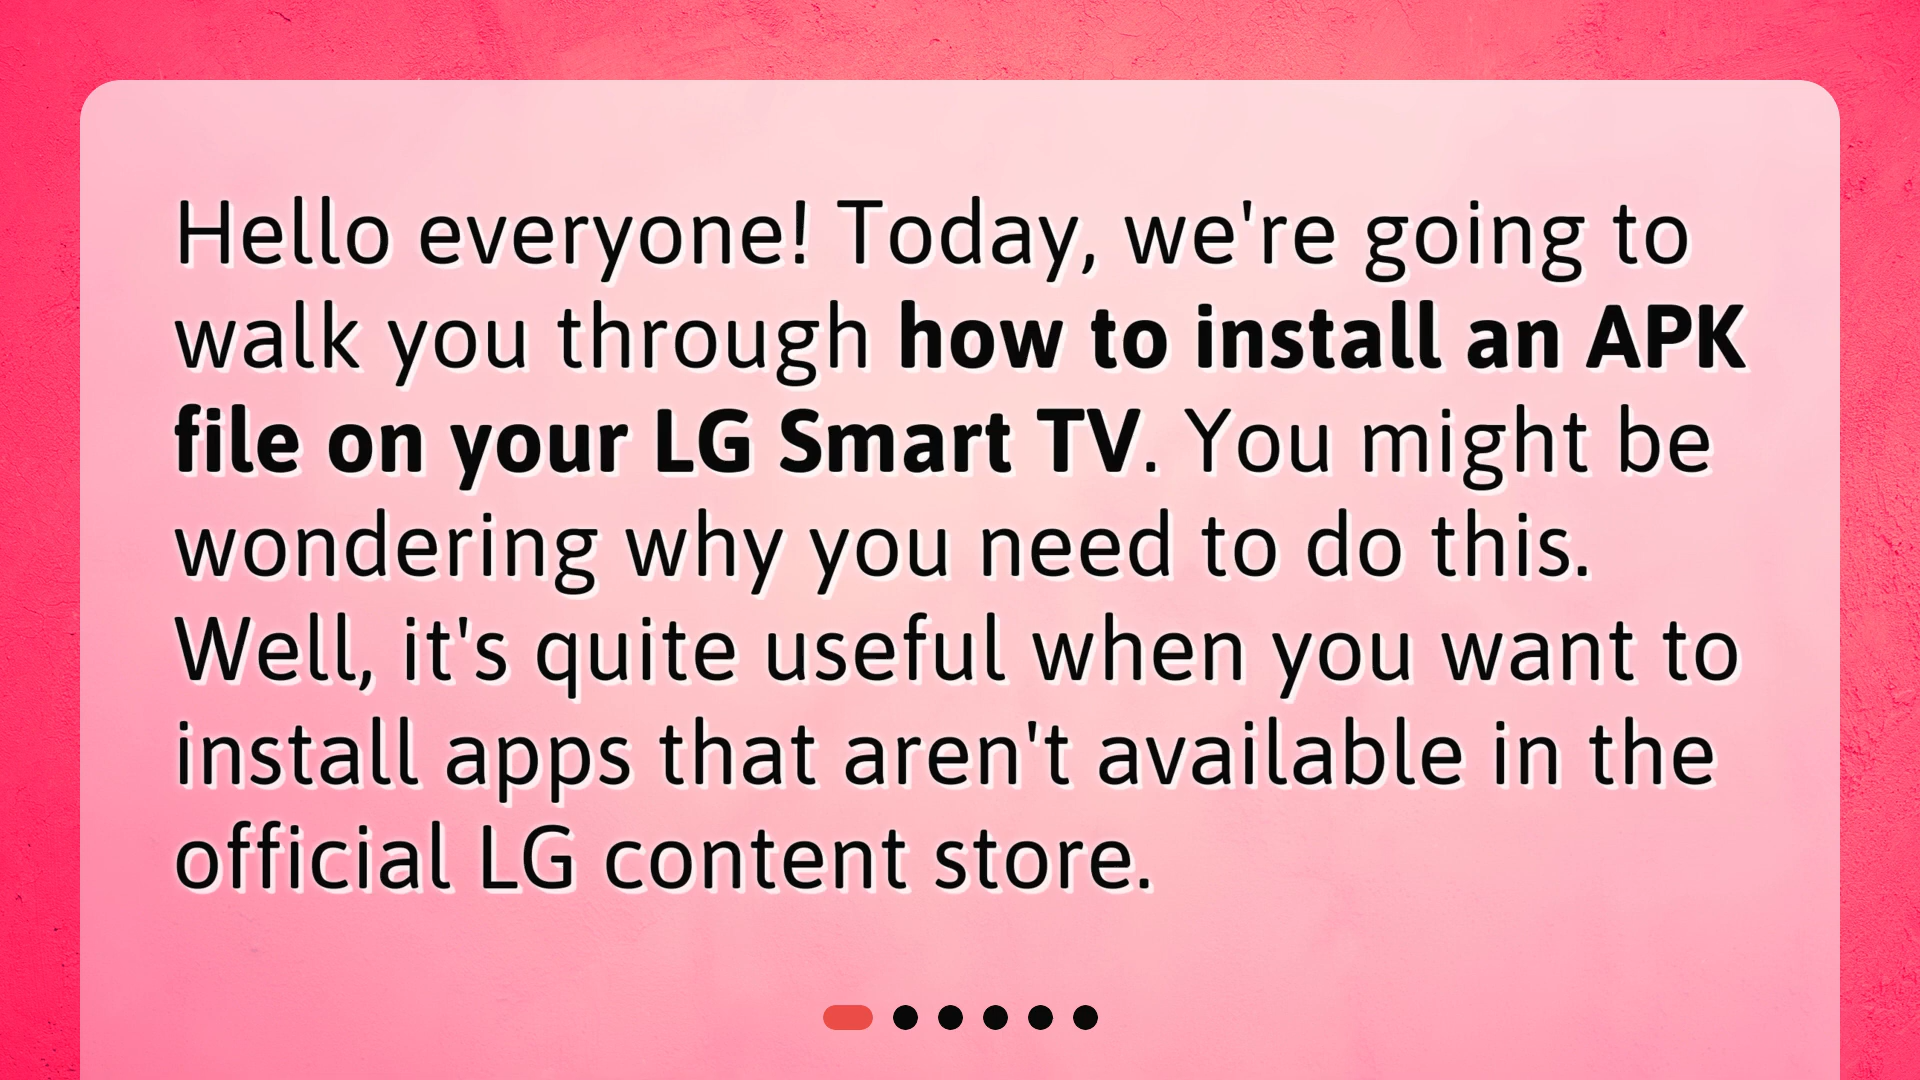 Hello everyone! Today, we're going to
walk you through how to install an APK
file on your LG Smart TV. You might be
wondering why you need to do this.
Well, it's quite useful when you want to
install apps that aren't available in the
official LG content store.